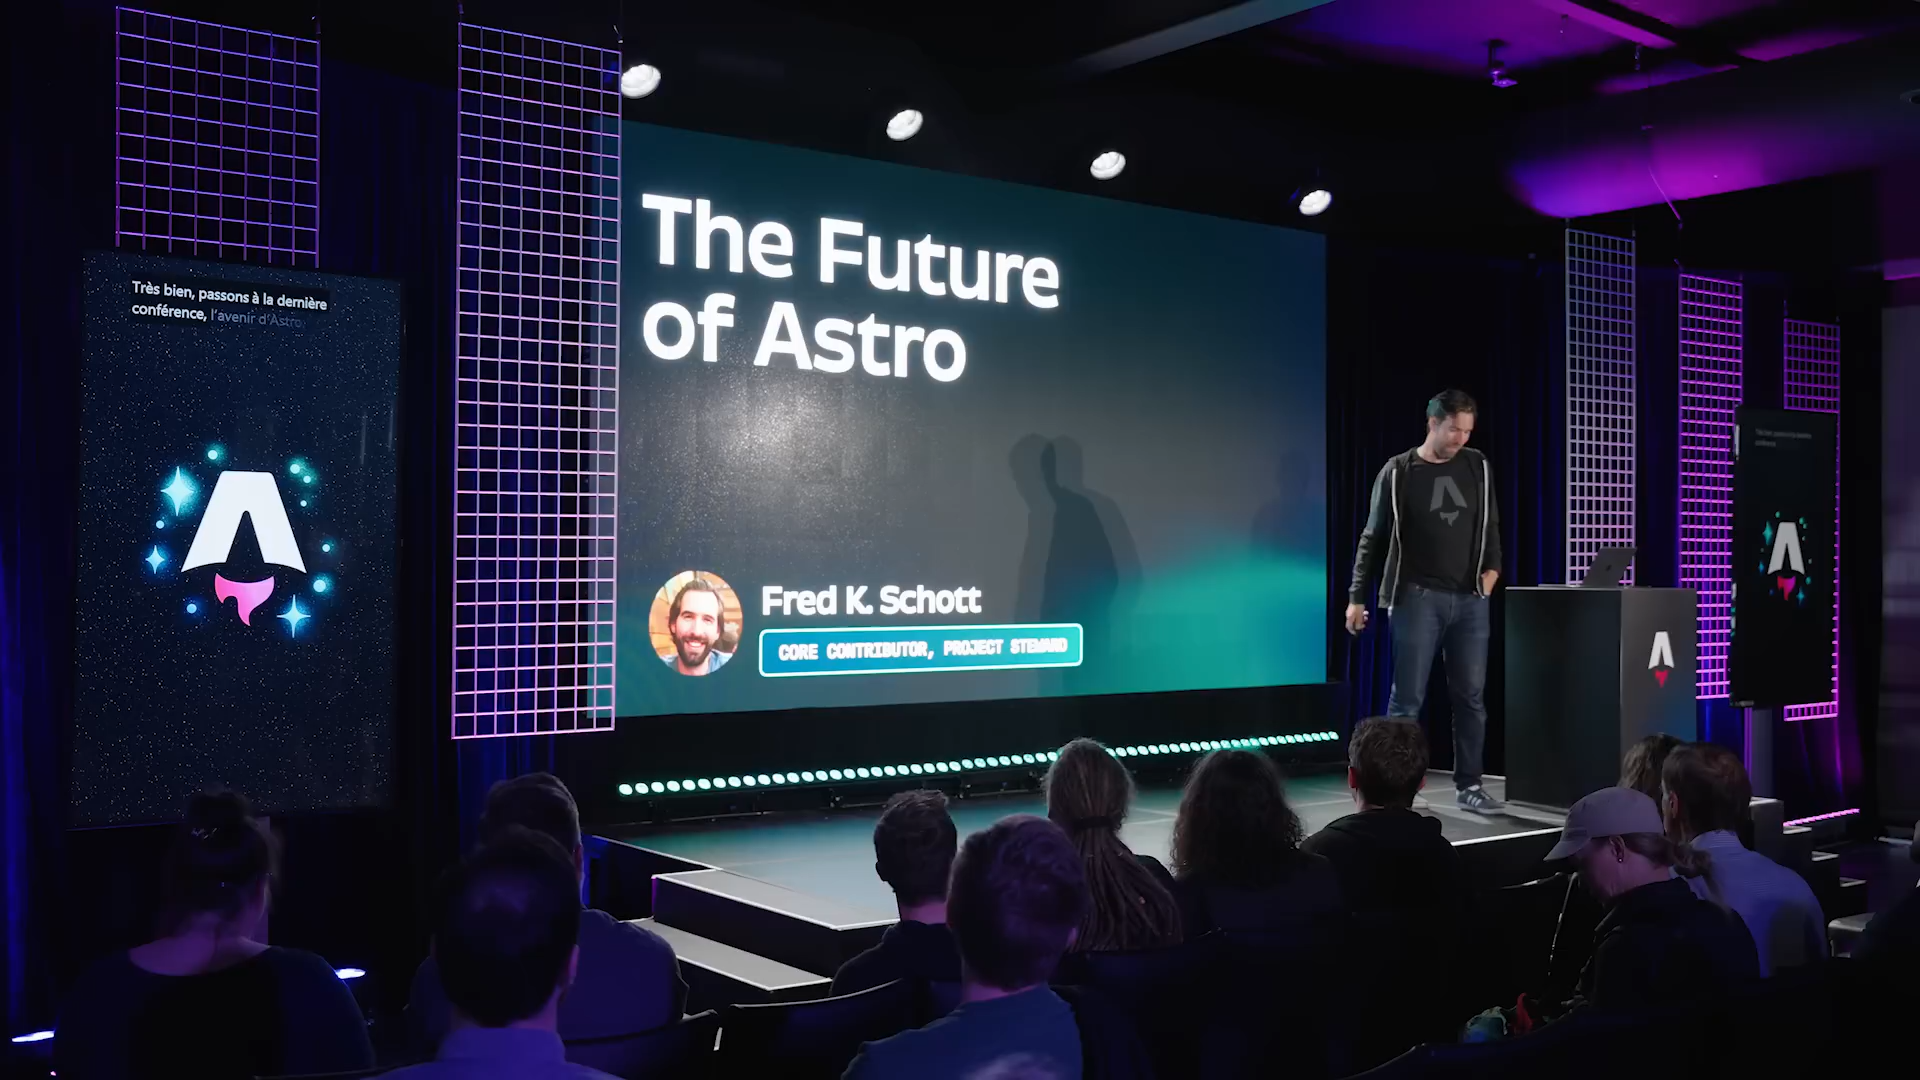 Très bien, passons à la dernière
conférence, l'avenir d'Astro
The Future
of Astro
Fred K. Schott
CORE CONTRIBUTOR, PROJECT STEWARD